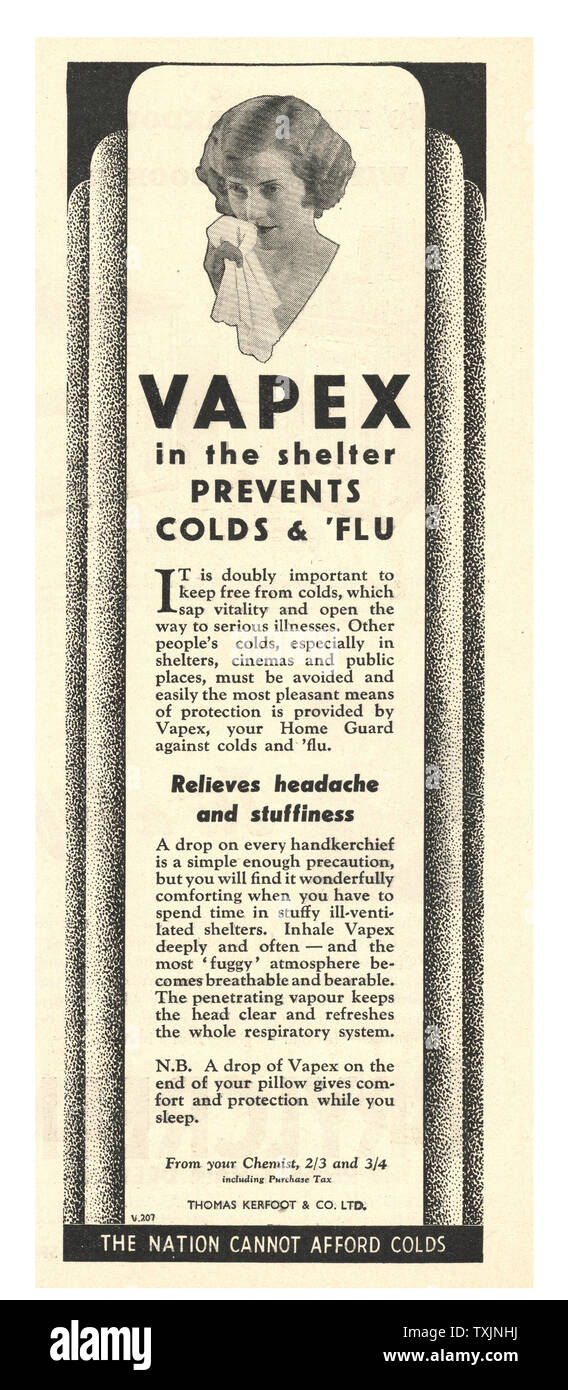 VAPEX
in the shelter
PREVENTS
COLDS & 'FLU
IT is doubly important to
keep free from colds, which
sap vitality and open the
way to serious illnesses. Other
people's colds, especially in
shelters, cinemas and public
places, must be avoided and
easily the most pleasant means
of protection is provided by
Vapex, your Home Guard
against colds and 'flu.
Relieves headache
and stuffiness
A drop on every handkerchief
is a simple enough precaution,
but you will find it wonderfully
comforting when you have to
spend time in stuffy ill-venti-
lated shelters. Inhale Vapex
deeply and often — and the
most 'fuggy' atmosphere be-
comes breathable and bearable.
The penetrating vapour keeps
the head clear and refreshes
the whole respiratory system.
N.B. A drop of Vapex on the
end of your pillow gives com-
fort and protection while you
sleep.
From your Chemist, 2/3 and 3/4
including Purchase Tax
THOMAS KERFOOT & CO. LTD.
V.207
THE NATION CANNOT AFFORD COLDS
alamy
a
a
a
a
alamy stock photo
TXJNHJ
www.alamy.com